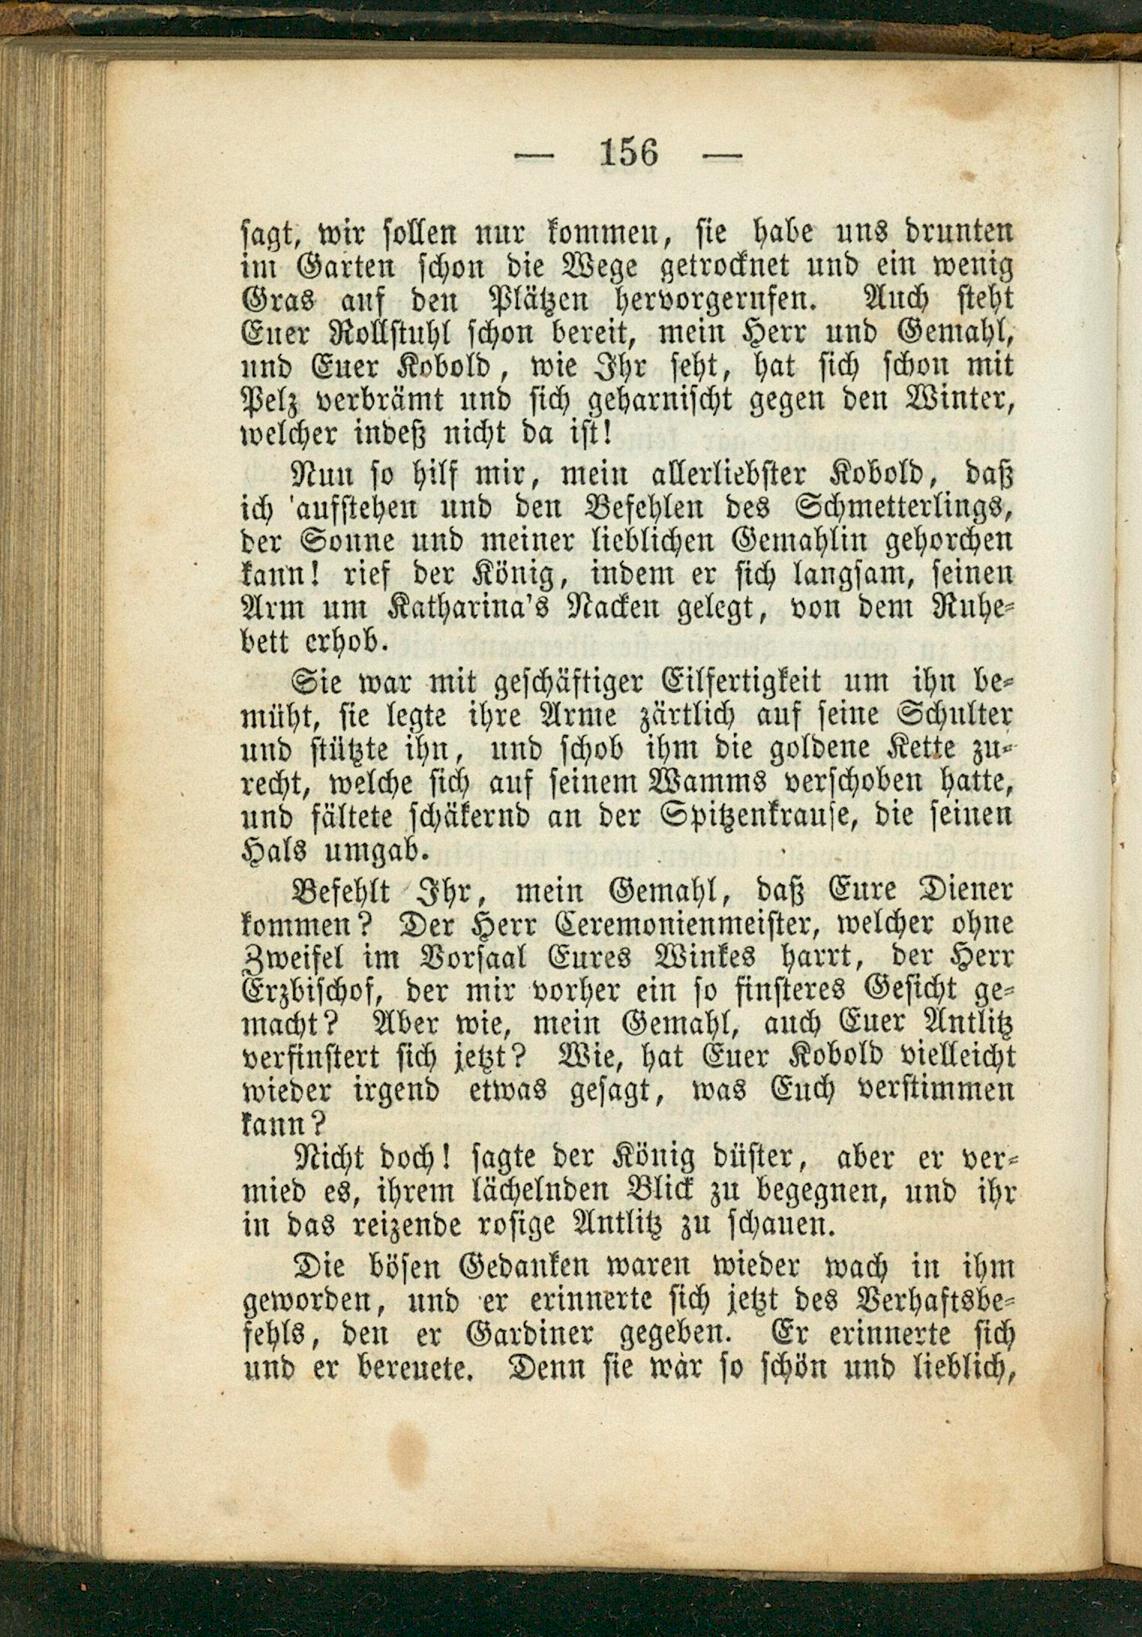 — 156 —
sagt, wir sollen nur kommen, sie habe uns drunten
im Garten schon die Wege getrocknet und ein wenig
Gras auf den Plätzen hervorgerufen. Auch steht
Euer Rollstuhl schon bereit, mein Herr und Gemahl,
und Euer Kobold, wie Ihr seht, hat sich schon mit
Pelz verbrämt und sich geharnischt gegen den Winter,
welcher indeß nicht da ist!
Nun so hilf mir, mein allerliebster Kobold, daß
ich aufstehen und den Befehlen des Schmetterlings,
der Sonne und meiner lieblichen Gemahlin gehorchen
kann! rief der König, indem er sich langsam, seinen
Arm um Katharina's Nacken gelegt, von dem Ruhe-
bett erhob.
Sie war mit geschäftiger Eilfertigkeit um ihn be-
müht, sie legte ihre Arme zärtlich auf seine Schulter
und stützte ihn, und schob ihm die goldene Kette zu-
recht, welche sich auf seinem Wamms verschoben hatte,
und fältete schäkernd an der Spitzenkrause, die seinen
Hals umgab.
Befehlt Ihr, mein Gemahl, daß Eure Diener
kommen? Der Herr Ceremonienmeister, welcher ohne
Zweifel im Vorsaal Eures Winkes harrt, der Herr
Erzbischof, der mir vorher ein so finsteres Gesicht ge-
macht? Aber wie, mein Gemahl, auch Euer Antlitz
verfinstert sich jetzt? Wie, hat Euer Kobold vielleicht
wieder irgend etwas gesagt, was Euch verstimmen
kann?
Nicht doch! sagte der König düster, aber er ver-
mied es, ihrem lächelnden Blick zu begegnen, und ihr
in das reizende rosige Antlitz zu schauen.
Die bösen Gedanken waren wieder wach in ihm
geworden, und er erinnerte sich jetzt des Verhaftsbe-
fehls, den er Gardiner gegeben. Er erinnerte sich
und er bereuete. Denn sie war so schön und lieblich,